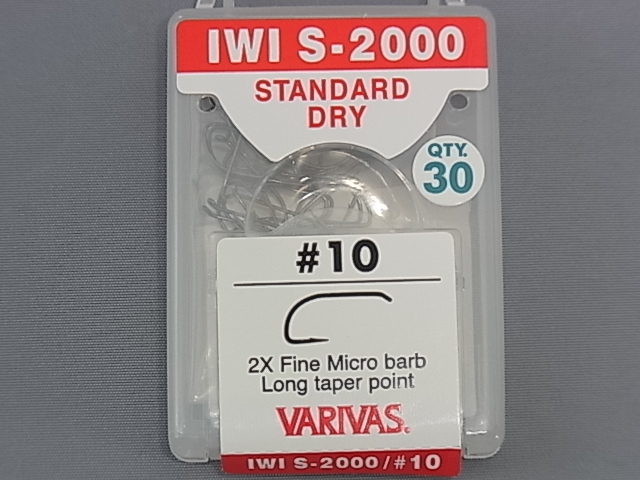 IWI S-2000
STANDARD
DRY
QTY.
30
#10
2X Fine Micro barb
Long taper point
VARIVAS.
IWI S-2000/#10